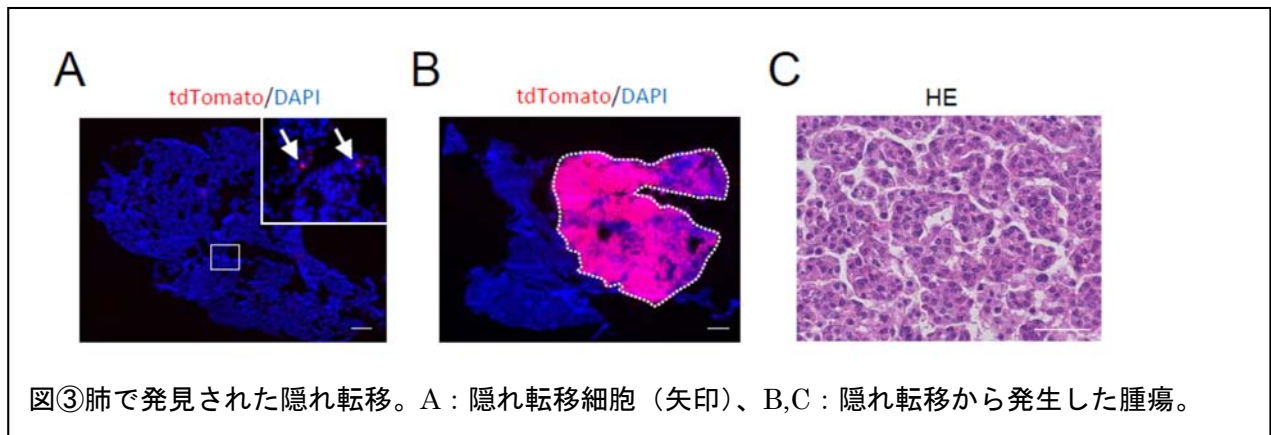 A
B
C
tdTomato/DAPI
tdTomato/DAPI
HE
図③肺で発見された隠れ転移。A：隠れ転移細胞（矢印）、B,C：隠れ転移から発生した腫瘍。